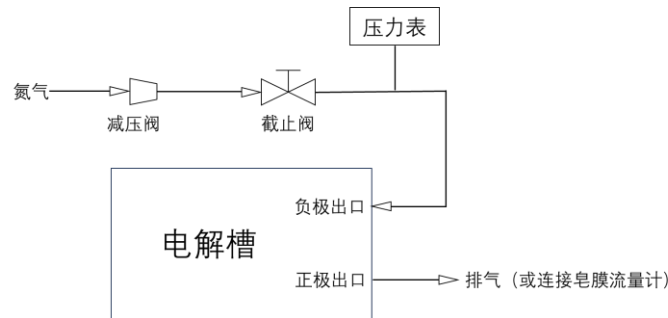 压力表
氮气
减压阀
截止阀
负极出口
电解槽
正极出口
排气（或连接皂膜流量计）